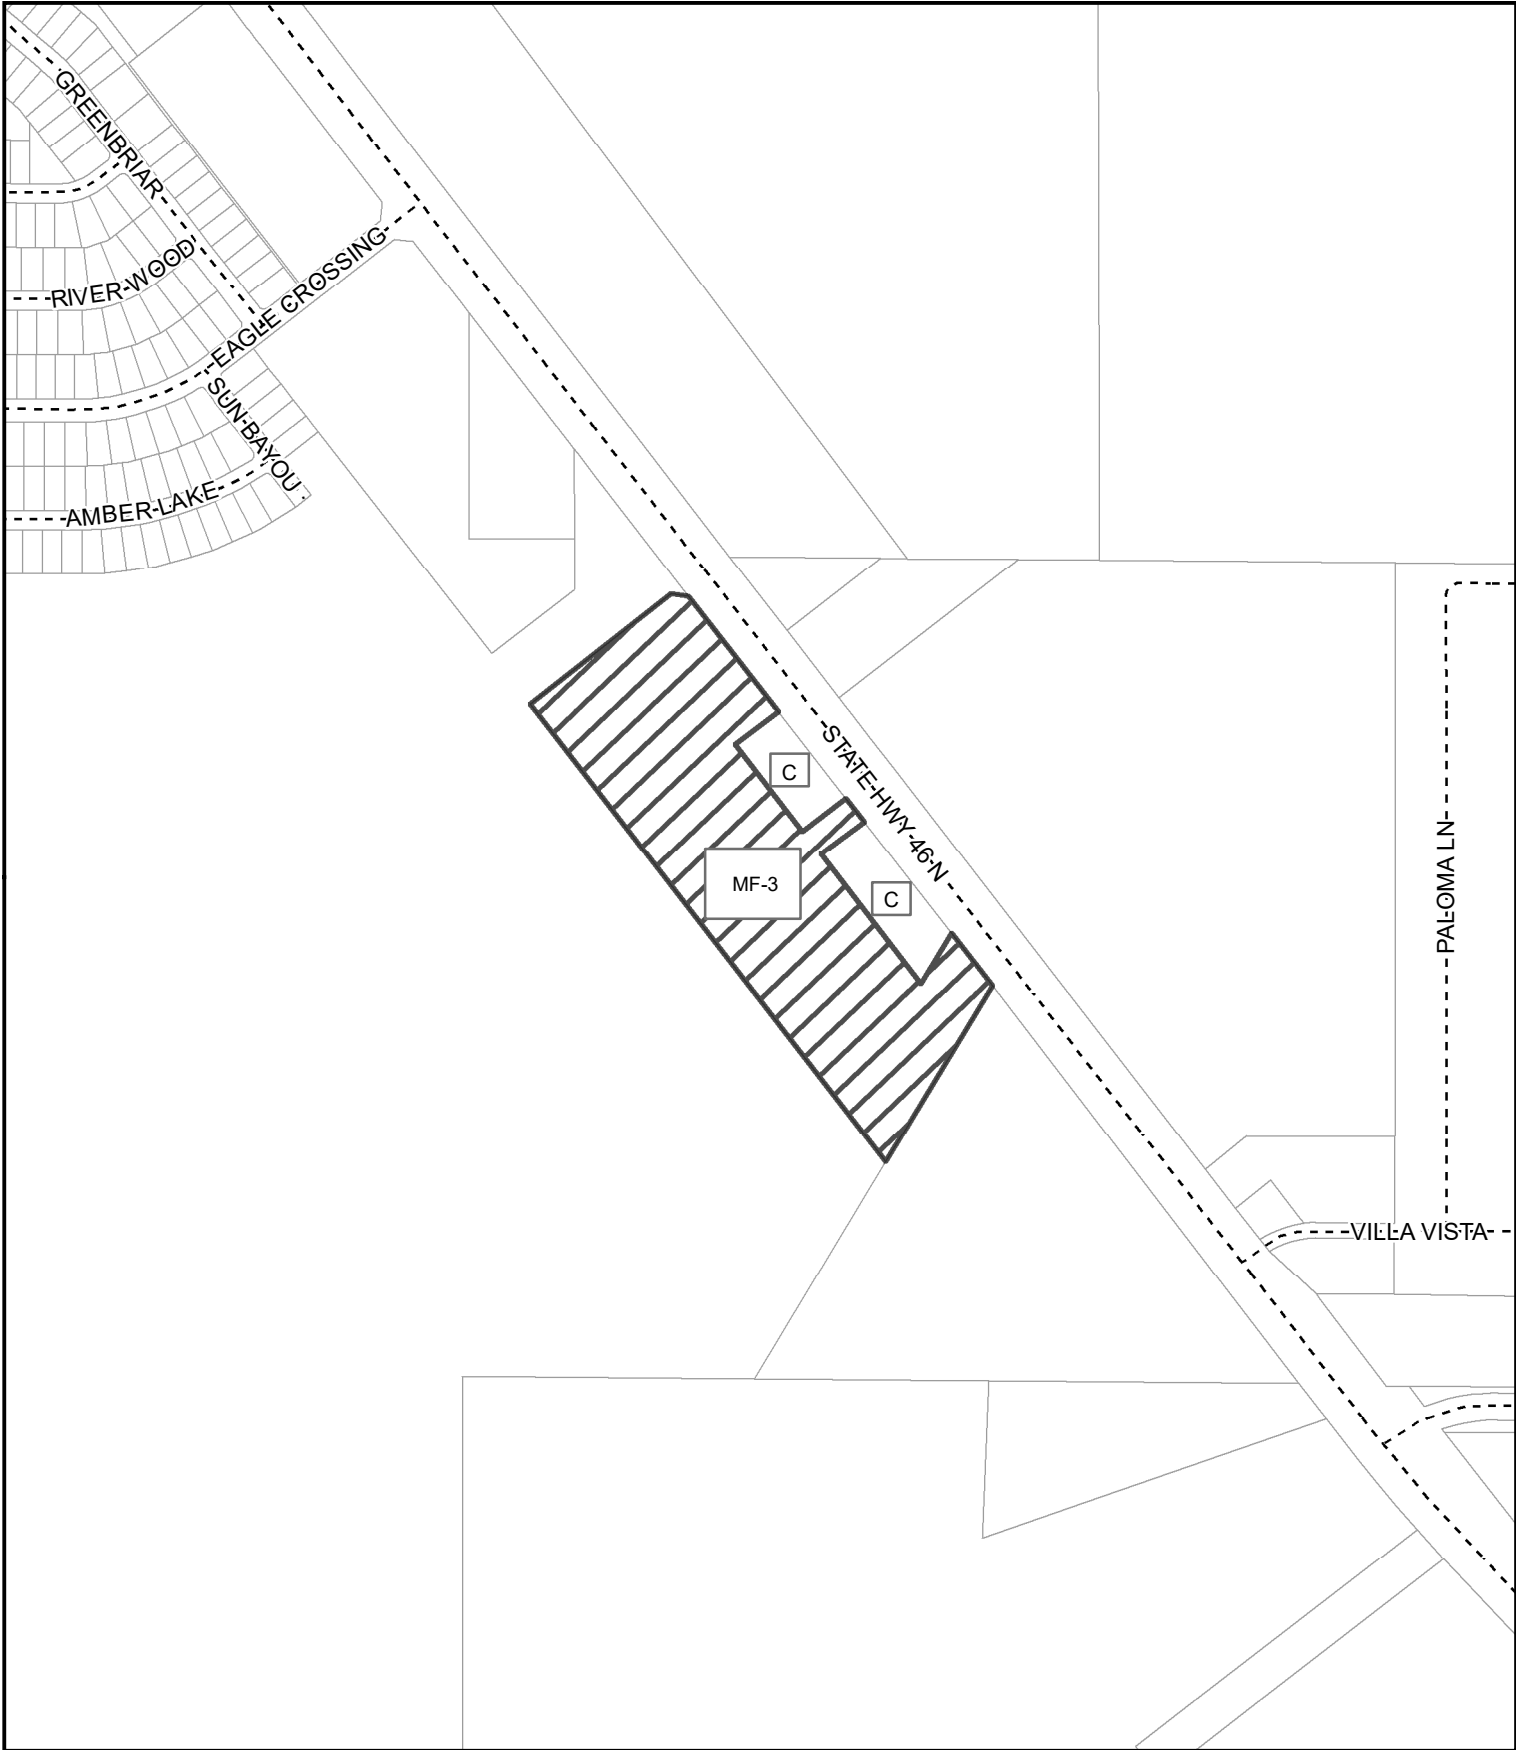 GREENBRIAR
RIVER WOOD
EAGLE CROSSING
SUN BAYOU
AMBER LAKE
STATE HWY 46 N
C
MF-3
C
PALOMA LN
VILLA VISTA